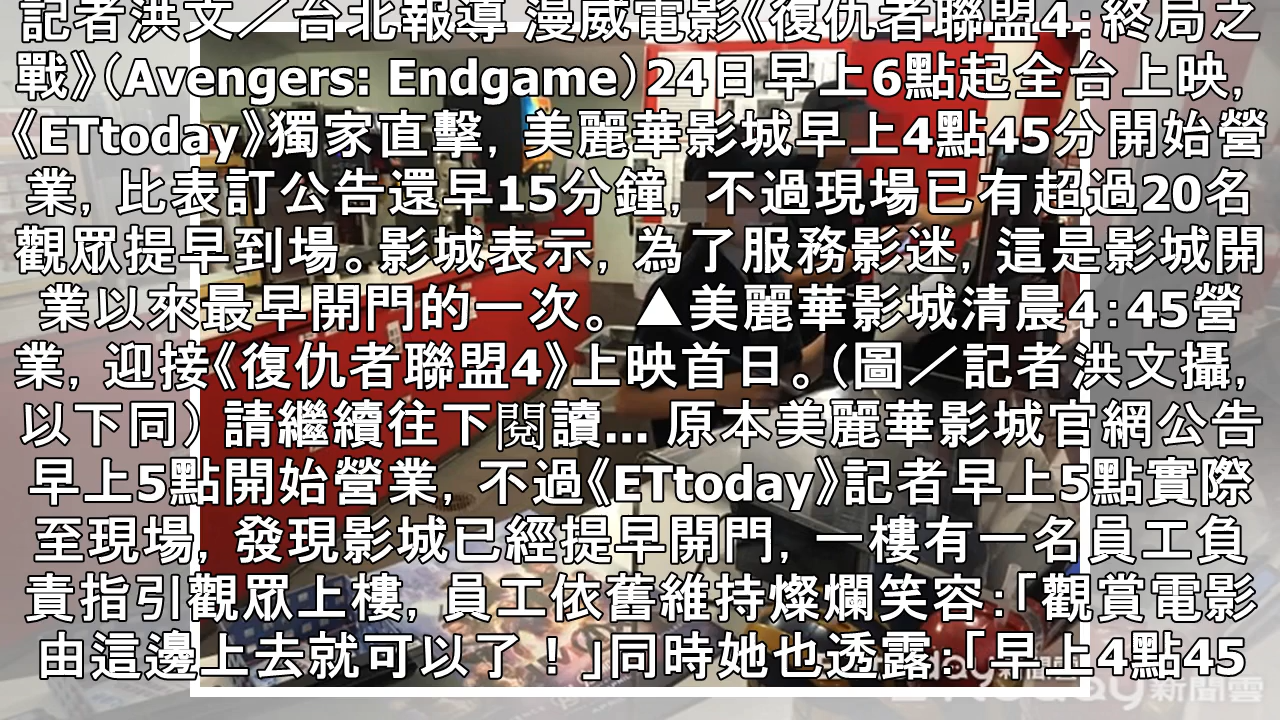 記者洪文／台北報導 漫威電影《復仇者聯盟4：終局之
戰》（Avengers: Endgame）24日早上6點起全台上映，
《ETtoday》獨家直擊，美麗華影城早上4點45分開始營
業，比表訂公告還早15分鐘，不過現場已有超過20名
觀眾提早到場。影城表示，為了服務影迷，這是影城開
業以來最早開門的一次。 ▲美麗華影城清晨4：45營
業，迎接《復仇者聯盟4》上映首日。（圖／記者洪文攝，
以下同） 請繼續往下閱讀... 原本美麗華影城官網公告
早上5點開始營業，不過《ETtoday》記者早上5點實際
至現場，發現影城已經提早開門，一樓有一名員工負
責指引觀眾上樓，員工依舊維持燦爛笑容：「觀賞電影
由這邊上去就可以了！」同時她也透露：「早上4點45
ETtoday 新聞雲